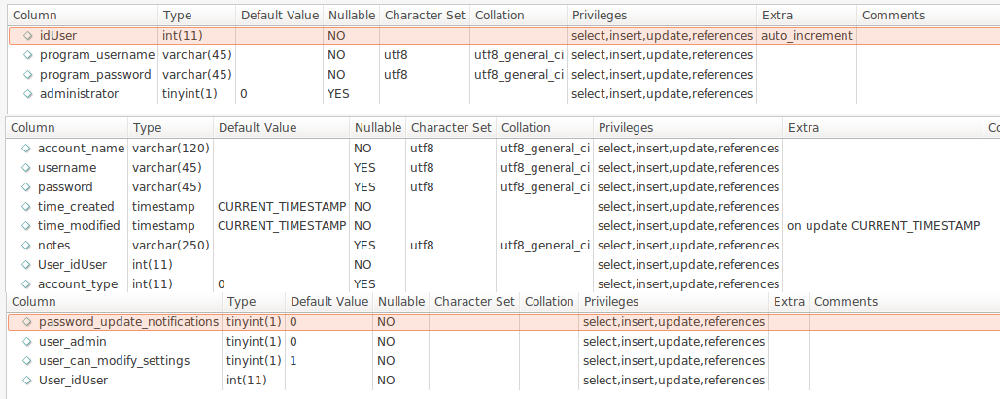 Column Type Default Value Nullable Character Set Collation Privileges Extra Comments
idUser int(11) NO select,insert,update,references auto_increment
program_username varchar(45) NO utf8 utf8_general_ci select,insert,update,references
program_password varchar(45) NO utf8 utf8_general_ci select,insert,update,references
administrator tinyint(1) 0 YES select,insert,update,references
Column Type Default Value Nullable Character Set Collation Privileges Extra Co
account_name varchar(120) NO utf8 utf8_general_ci select,insert,update,references
username varchar(45) YES utf8 utf8_general_ci select,insert,update,references
password varchar(45) YES utf8 utf8_general_ci select,insert,update,references
time_created timestamp CURRENT_TIMESTAMP NO select,insert,update,references
time_modified timestamp CURRENT_TIMESTAMP NO select,insert,update,references on update CURRENT_TIMESTAMP
notes varchar(250) YES utf8 utf8_general_ci select,insert,update,references
User_idUser int(11) NO select,insert,update,references
account_type int(11) 0 YES select,insert,update,references
Column Type Default Value Nullable Character Set Collation Privileges Extra Comments
password_update_notifications tinyint(1) 0 NO select,insert,update,references
user_admin tinyint(1) 0 NO select,insert,update,references
user_can_modify_settings tinyint(1) 1 NO select,insert,update,references
User_idUser int(11) NO select,insert,update,references